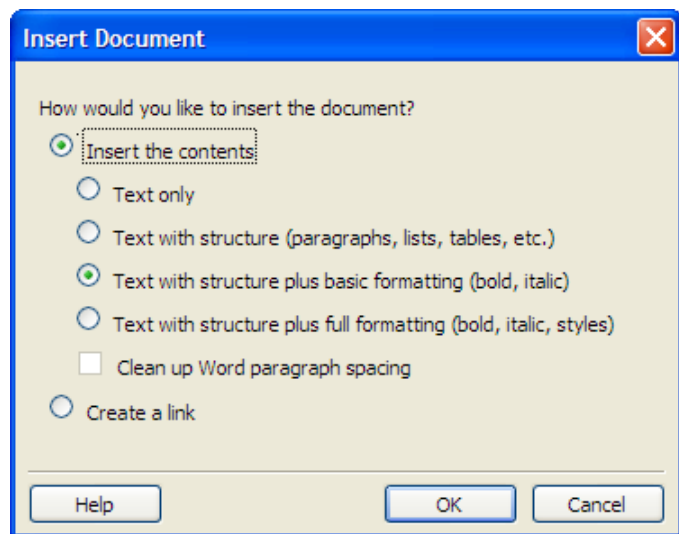 Insert Document
How would you like to insert the document?
Insert the contents
Text only
Text with structure (paragraphs, lists, tables, etc.)
Text with structure plus basic formatting (bold, italic)
Text with structure plus full formatting (bold, italic, styles)
Clean up Word paragraph spacing
Create a link
Help OK Cancel